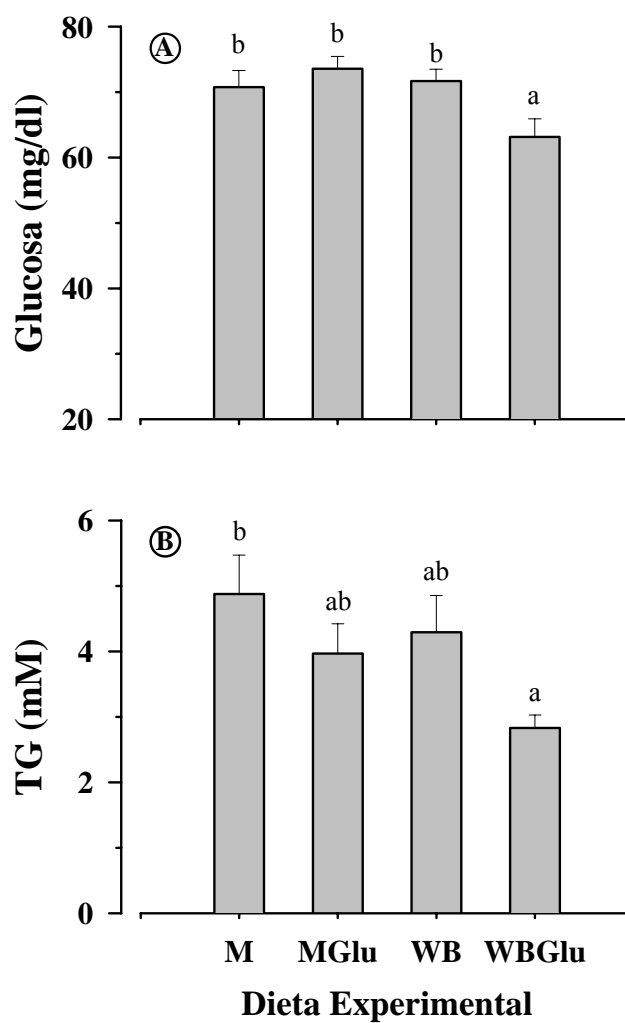 80
60
40
20
Glucosa (mg/dl)
A
b
b
b
a
6
4
2
0
TG (mM)
B
b
ab
ab
a
M MGlu WB WBGlu
Dieta Experimental